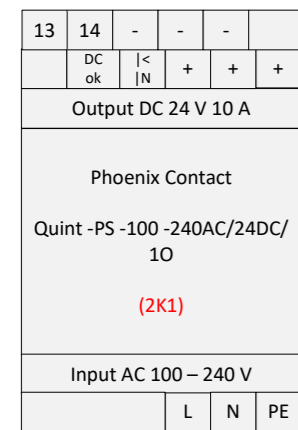 13 14 - - -
DC ok |< |N + + +
Output DC 24 V 10 A
Phoenix Contact
Quint -PS -100 -240AC/24DC/
1O
(2K1)
Input AC 100 – 240 V
L N PE